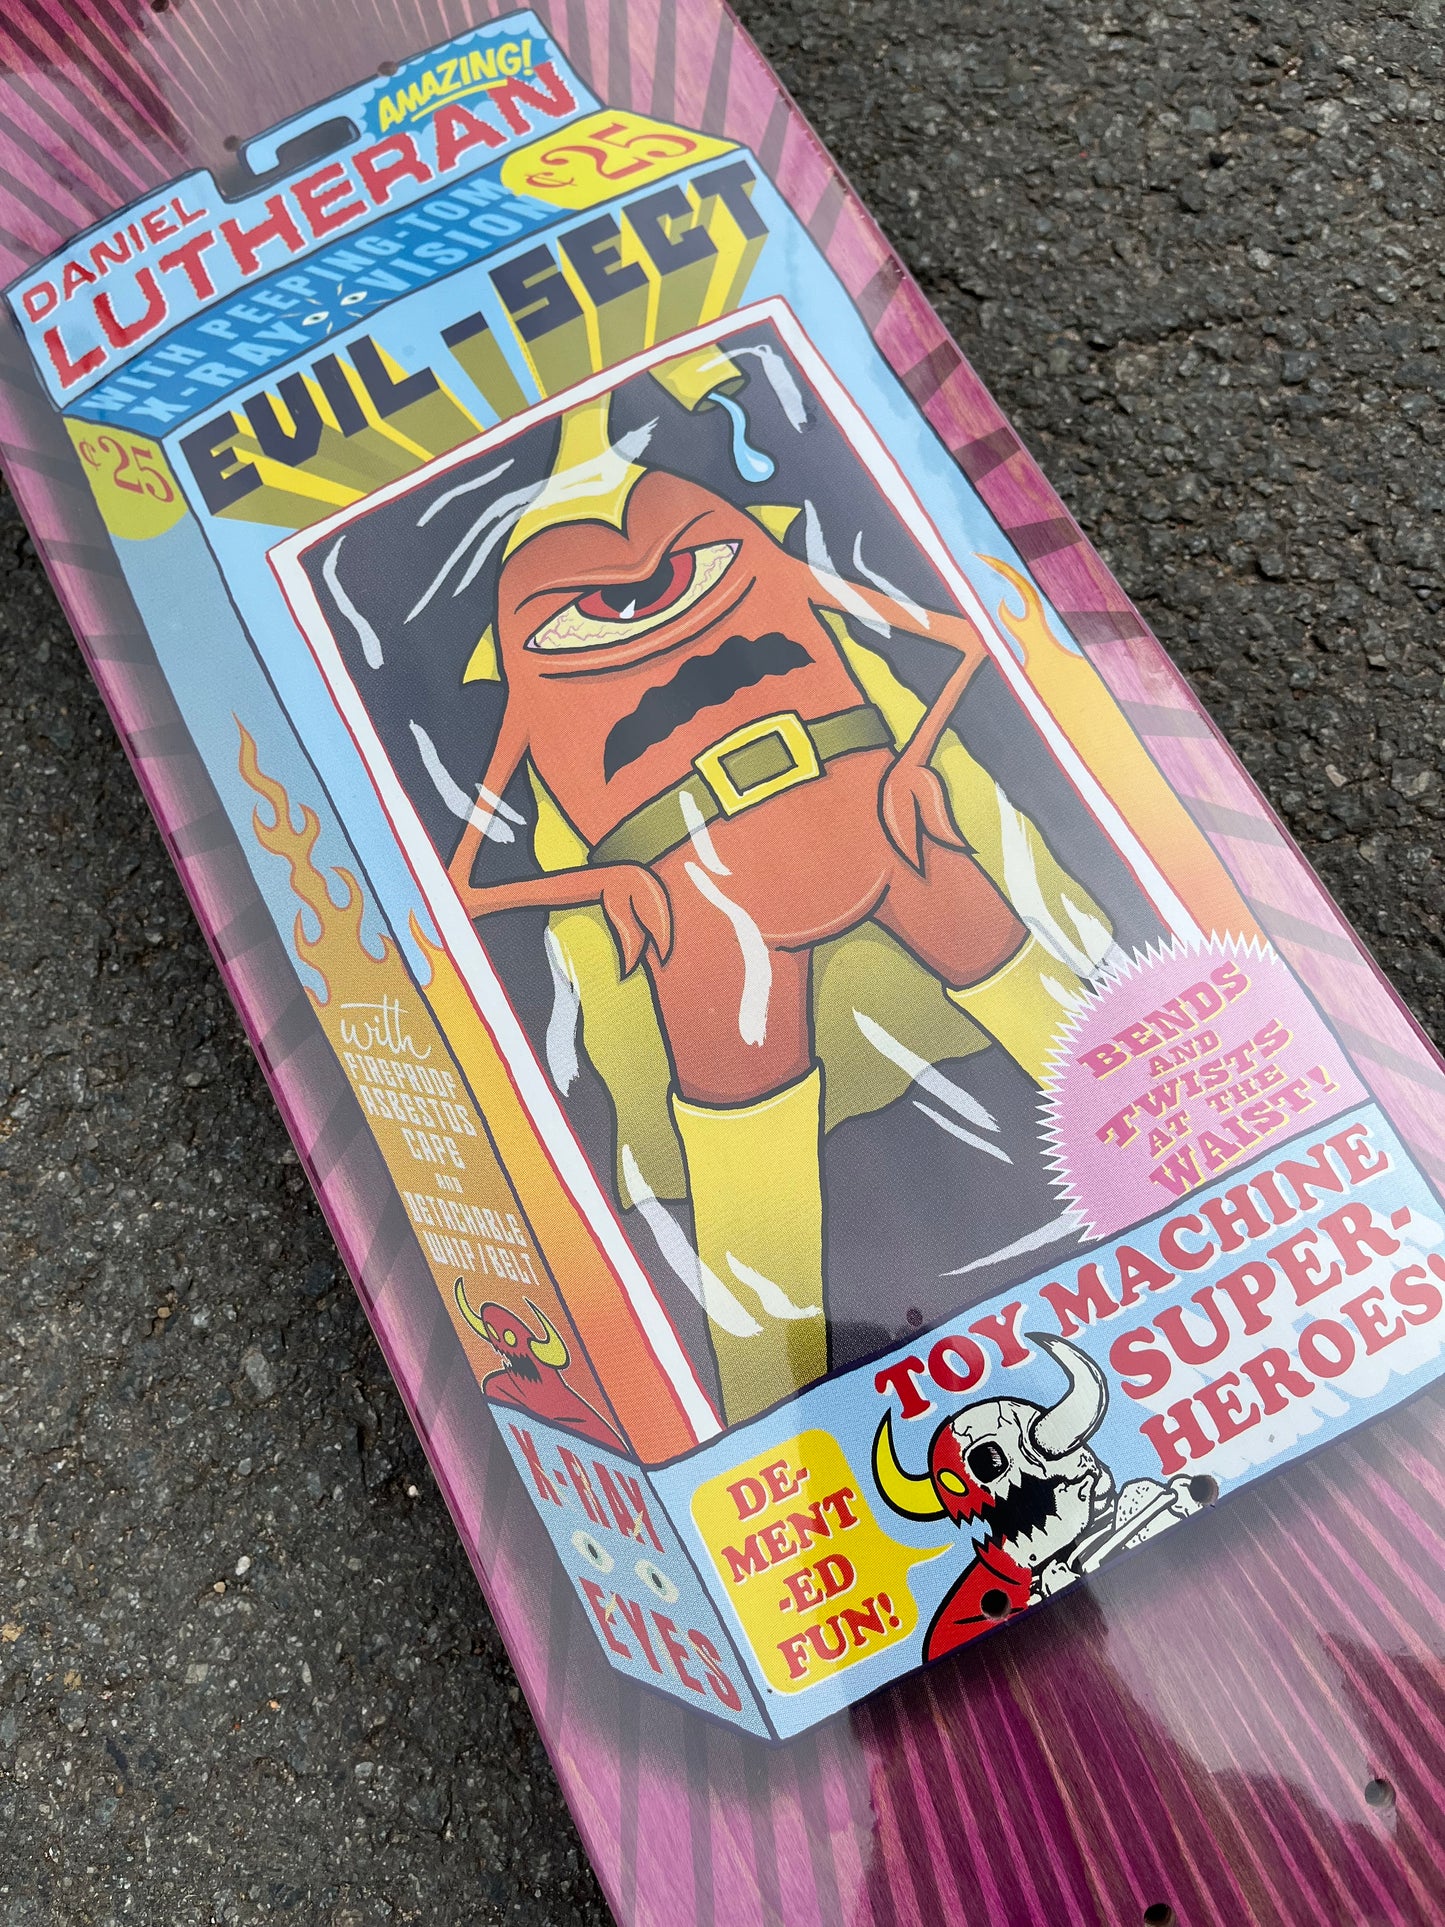 AMAZING!
DANIEL
LUTHERAN
WITH PEEPING-TOM
X-RAY VISION
¢25
¢25
EVIL-SECT
with
FIREPROOF
ASBESTOS
CAPE
AND
DETACHABLE
WHIP/BELT
BENDS
AND
TWISTS
AT THE
WAIST!
TOY MACHINE
SUPER-
HEROES'
X-RAY
EYES
DE-
MENT
-ED
FUN!